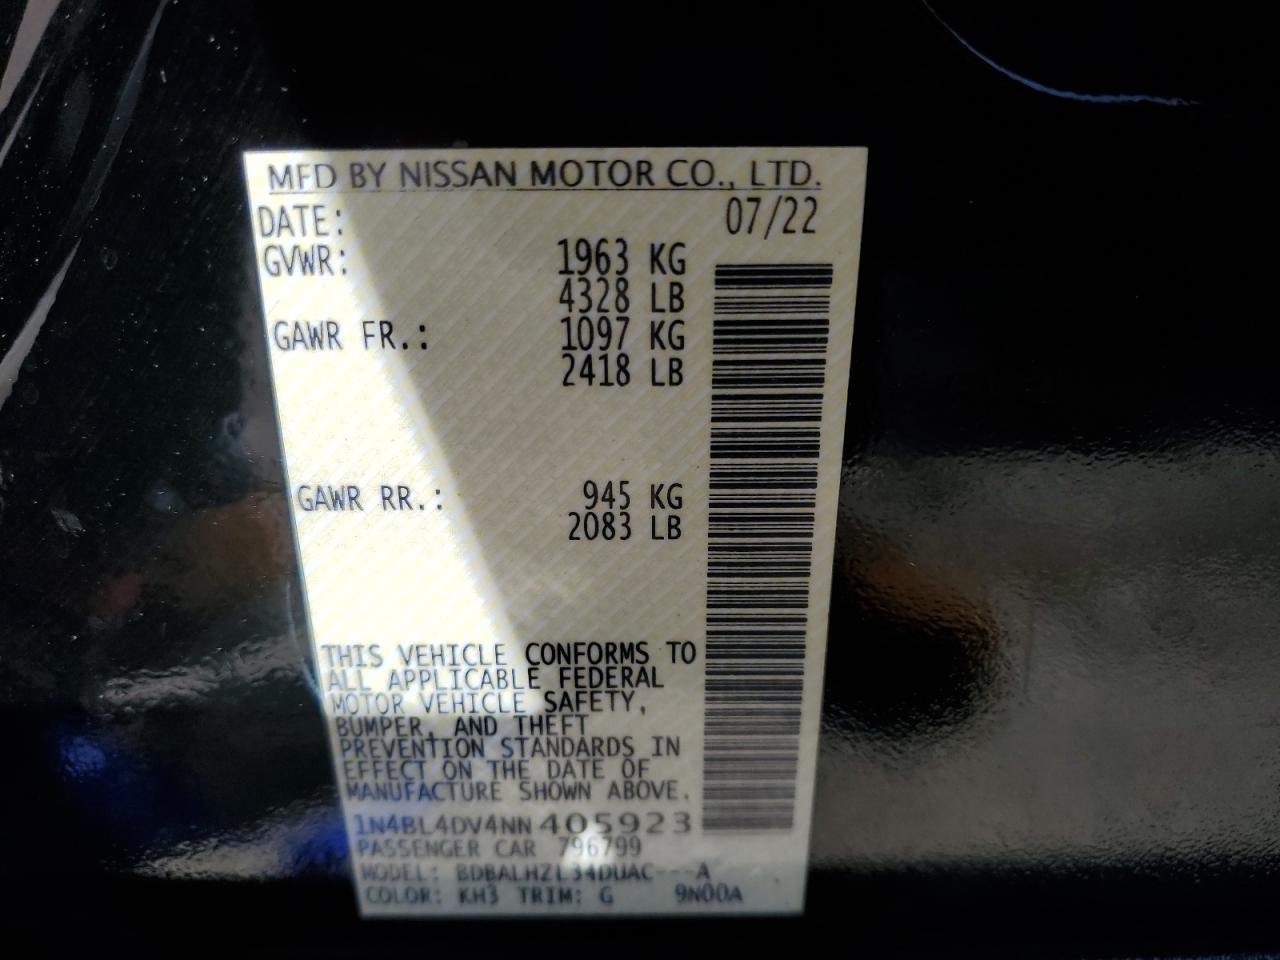 MFD BY NISSAN MOTOR CO., LTD.
DATE: 07/22
GVWR: 1963 KG
4328 LB
GAWR FR.: 1097 KG
2418 LB
GAWR RR.: 945 KG
2083 LB
THIS VEHICLE CONFORMS TO
ALL APPLICABLE FEDERAL
MOTOR VEHICLE SAFETY,
BUMPER, AND THEFT
PREVENTION STANDARDS IN
EFFECT ON THE DATE OF
MANUFACTURE SHOWN ABOVE.
1N4BL4DV4NN405923
PASSENGER CAR 796799
MODEL: BDBALHZL34DUAC---A
COLOR: KH3 TRIM: G 9N00A